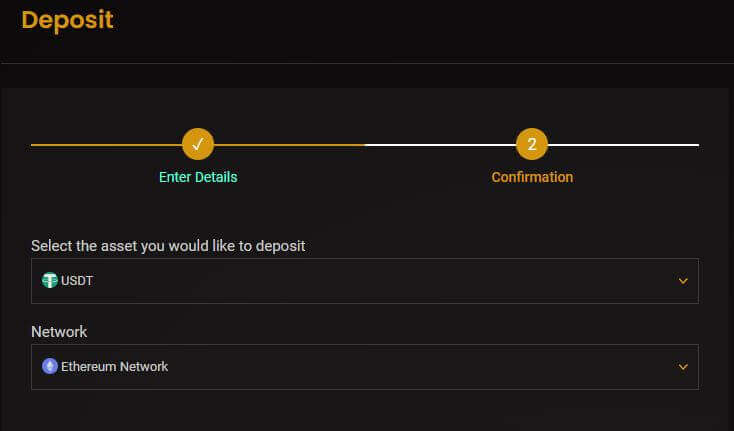 Deposit
✓
2
Enter Details
Confirmation
Select the asset you would like to deposit
USDT
Network
Ethereum Network